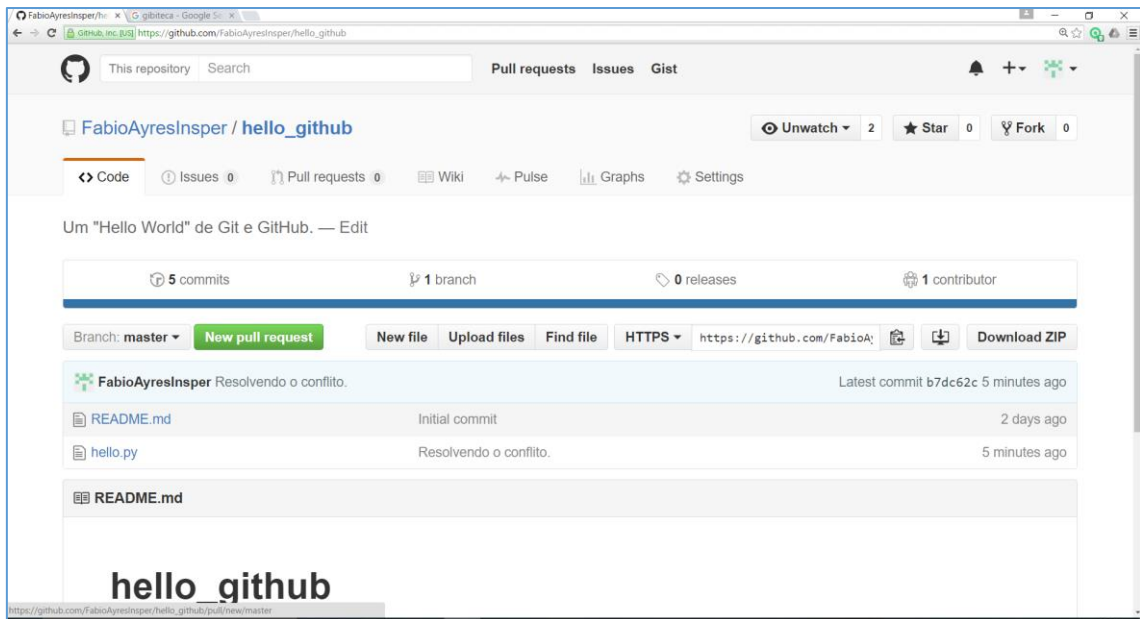 FabioAyresInsper/he
gibiteca - Google Se
GitHub, Inc. [US] https://github.com/FabioAyresInsper/hello_github
This repository Search Pull requests Issues Gist
FabioAyresInsper / hello_github Unwatch 2 Star 0 Fork 0
Code Issues 0 Pull requests 0 Wiki Pulse Graphs Settings
Um "Hello World" de Git e GitHub. — Edit
5 commits 1 branch 0 releases 1 contributor
Branch: master New pull request New file Upload files Find file HTTPS https://github.com/FabioAy Download ZIP
FabioAyresInsper Resolvendo o conflito. Latest commit b7dc62c 5 minutes ago
README.md Initial commit 2 days ago
hello.py Resolvendo o conflito. 5 minutes ago
README.md
hello_github
https://github.com/FabioAyresInsper/hello_github/pull/new/master